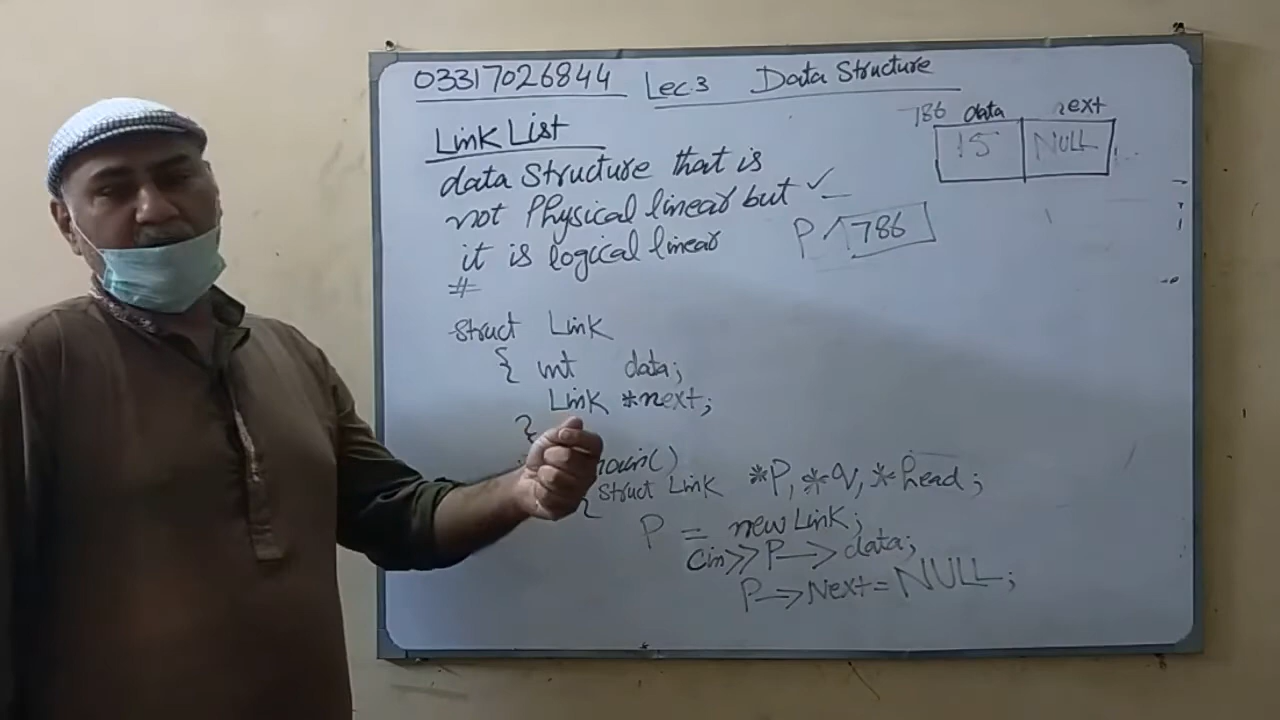 03317026844 Lec.3 Data Structure
Link List
data Structure that is
not Physical linear but ✓
it is logical linear
#
786 data next
15 NULL
P 786
Struct Link
{ int data;
Link *next;
}
main()
{ Struct Link *P, *q, *head;
P = new Link;
Cin>>P→data;
P→Next=NULL;